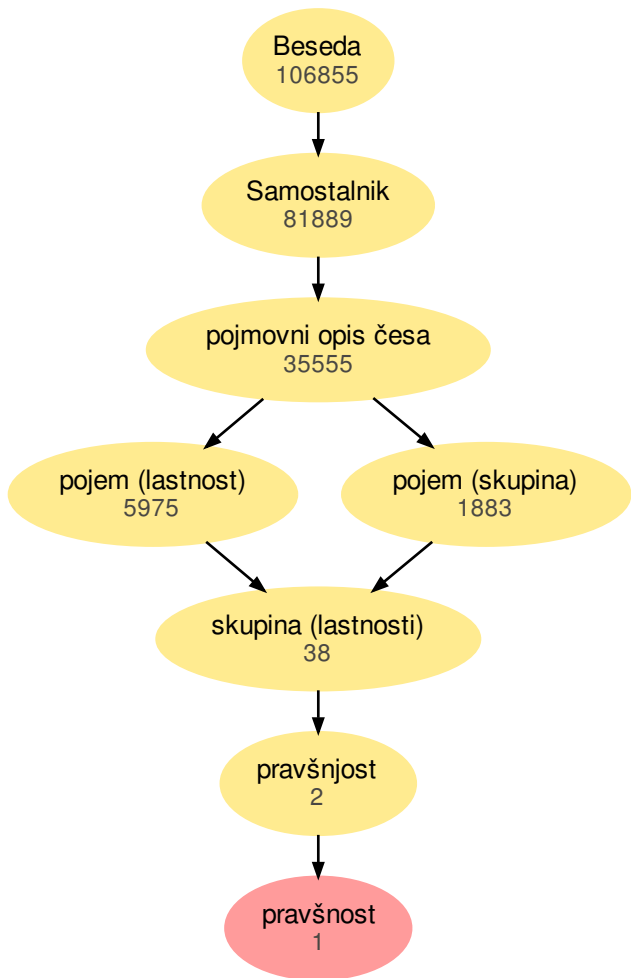 Beseda
106855
Samostalnik
81889
pojmovni opis česa
35555
pojem (lastnost)
5975
pojem (skupina)
1883
skupina (lastnosti)
38
pravšnjost
2
pravšnost
1